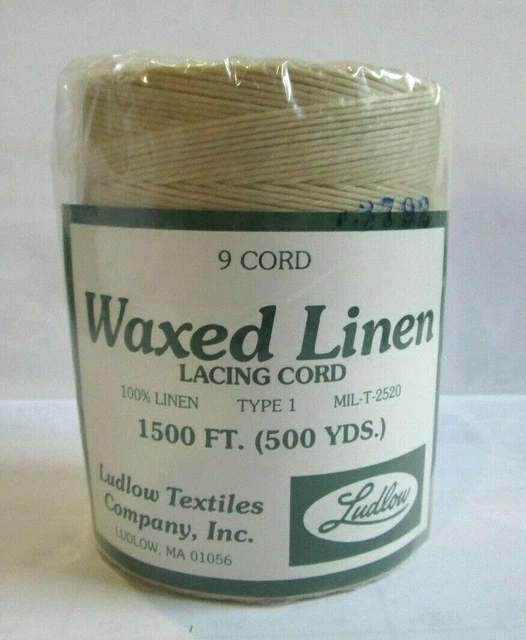 .3792
9 CORD
Waxed Linen
LACING CORD
100% LINEN TYPE 1 MIL-T-2520
1500 FT. (500 YDS.)
Ludlow Textiles
Company, Inc.
LUDLOW, MA 01056
Ludlow